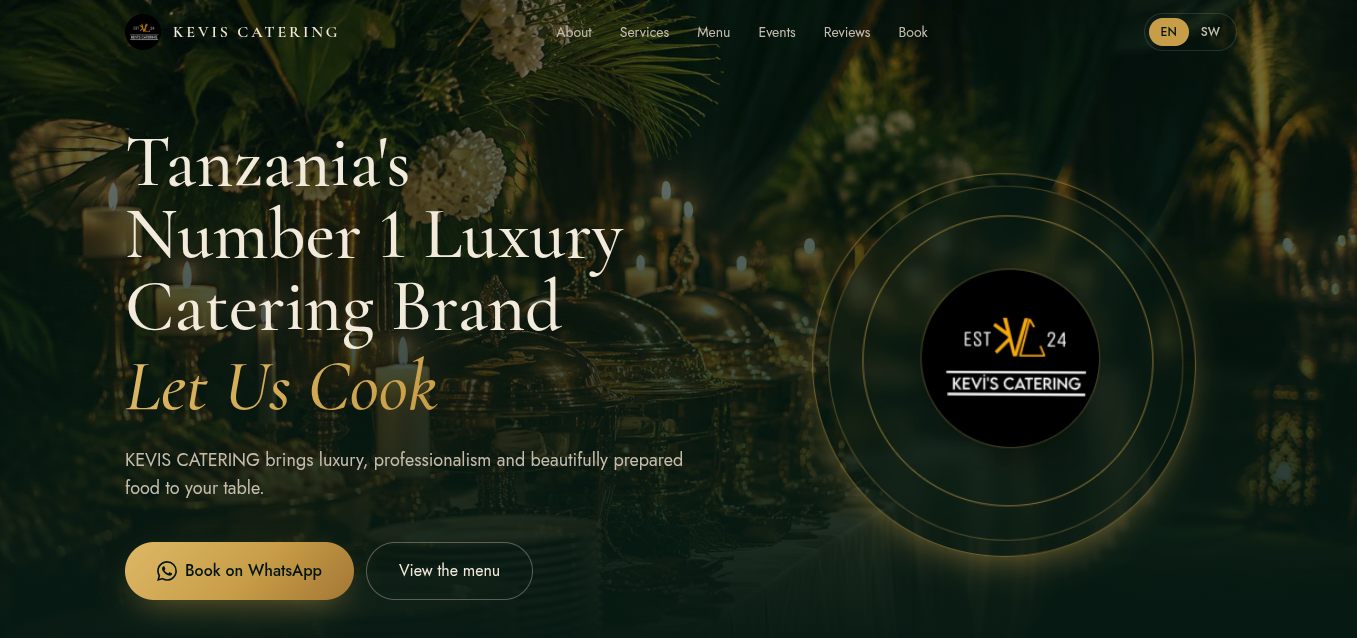 KEVIS CATERING
About
Services
Menu
Events
Reviews
Book
EN
SW
Tanzania's
Number 1 Luxury
Catering Brand
Let Us Cook
KEVIS CATERING brings luxury, professionalism and beautifully prepared
food to your table.
Book on WhatsApp
View the menu
EST KC 24
KEVİ'S CATERING